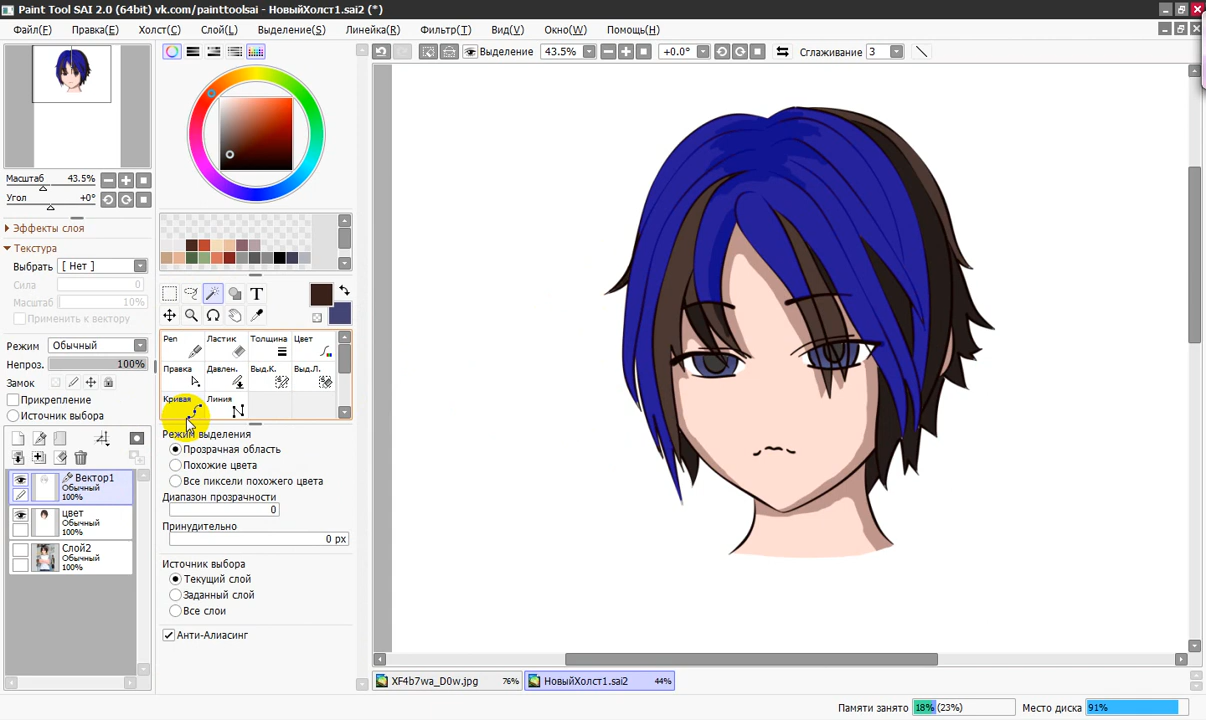 Paint Tool SAI 2.0 (64bit) vk.com/painttoolsai - НовыйХолст1.sai2 (*)
Файл(F) Правка(E) Холст(C) Слой(L) Выделение(S) Линейка(R) Фильтр(T) Вид(V) Окно(W) Помощь(H)
Выделение 43.5% +0.0° Сглаживание 3
Масштаб 43.5%
Угол +0°
Эффекты слоя
Текстура
Выбрать [ Нет ]
Сила 0
Масштаб 10%
Применить к вектору
Режим Обычный
Непроз. 100%
Замок
Прикрепление
Источник выбора
Вектор1
Обычный
100%
цвет
Обычный
100%
Слой2
Обычный
100%
T
Pen Ластик Толщина Цвет
Правка Давлен. Выд.К. Выд.Л.
Кривая Линия
Режим выделения
Прозрачная область
Похожие цвета
Все пиксели похожего цвета
Диапазон прозрачности
0
Принудительно
0 px
Источник выбора
Текущий слой
Заданный слой
Все слои
Анти-Алиасинг
XF4b7wa_D0w.jpg 76% НовыйХолст1.sai2 44%
Памяти занято 18% (23%) Место диска 91%